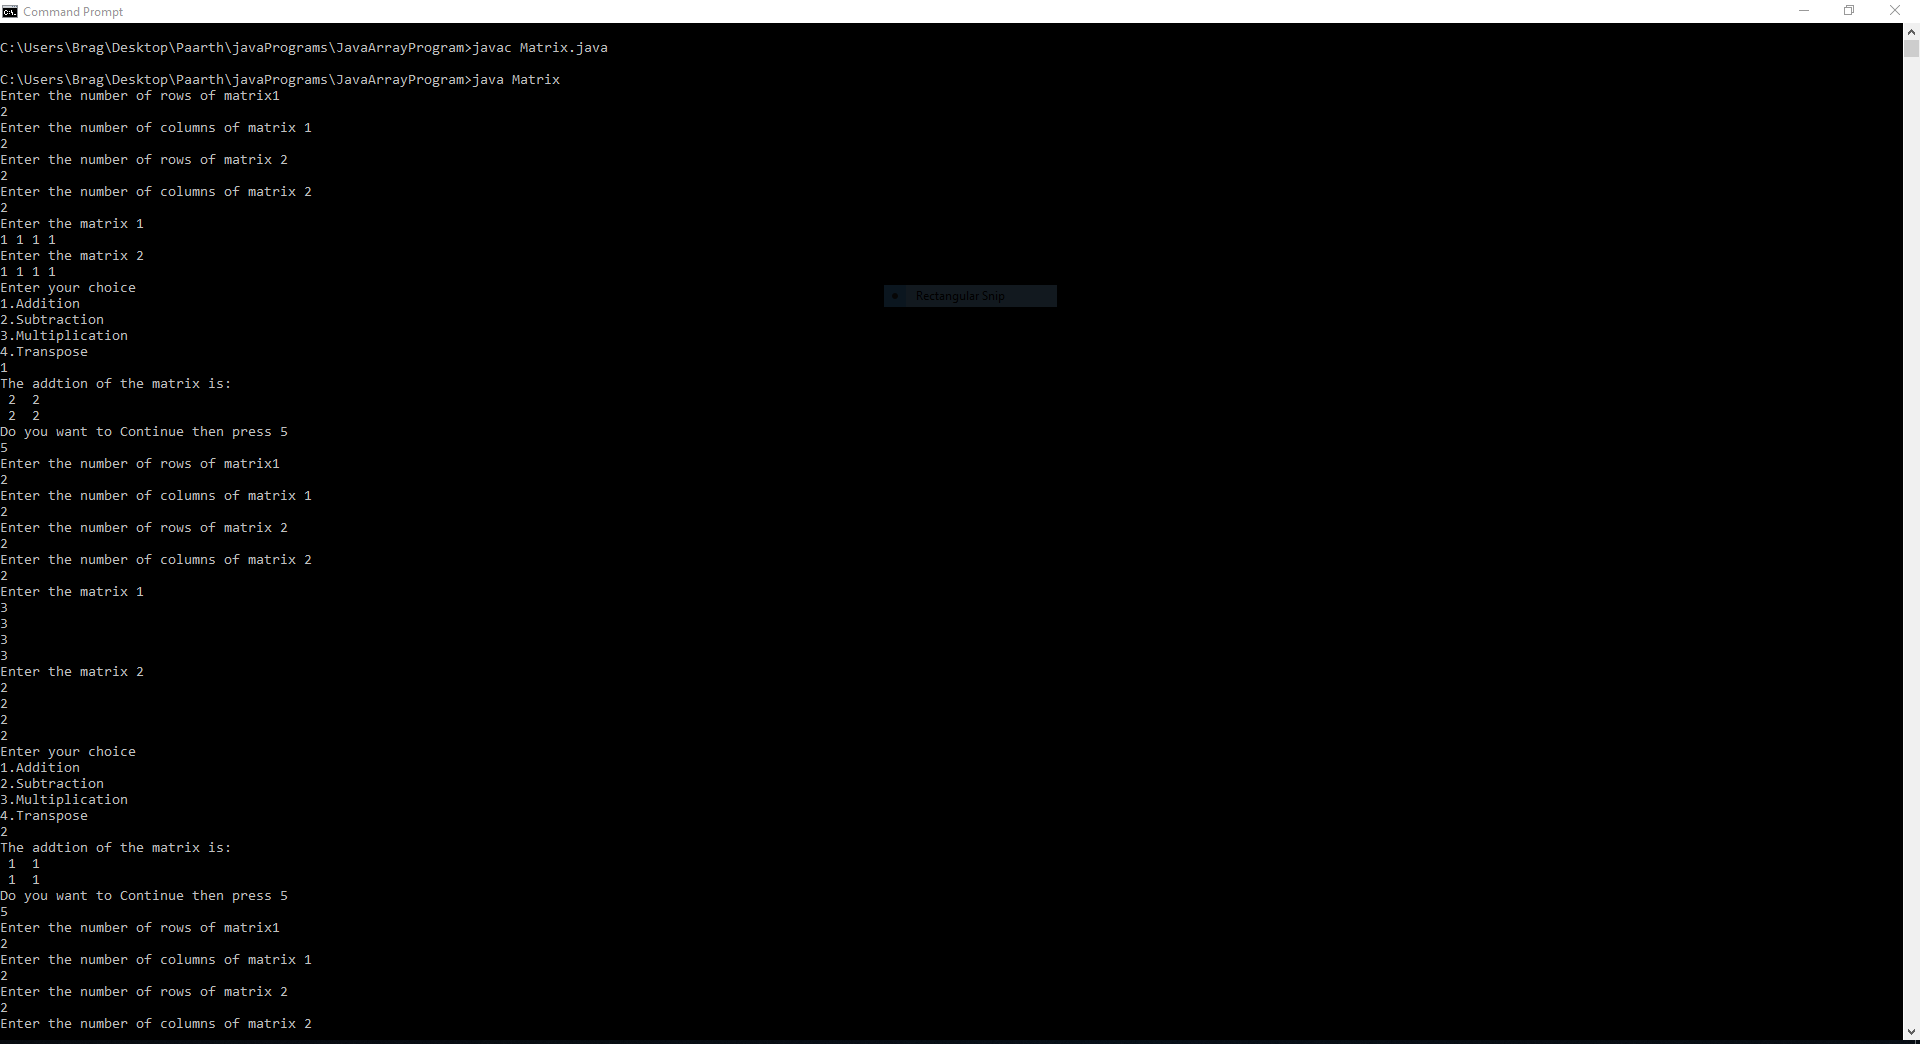 Command Prompt
C:\Users\Brag\Desktop\Paarth\javaPrograms\JavaArrayProgram>javac Matrix.java
C:\Users\Brag\Desktop\Paarth\javaPrograms\JavaArrayProgram>java Matrix
Enter the number of rows of matrix1
2
Enter the number of columns of matrix 1
2
Enter the number of rows of matrix 2
2
Enter the number of columns of matrix 2
2
Enter the matrix 1
1 1 1 1
Enter the matrix 2
1 1 1 1
Enter your choice
Rectangular Snip
1.Addition
2.Subtraction
3.Multiplication
4.Transpose
1
The addtion of the matrix is:
 2  2
 2  2
Do you want to Continue then press 5
5
Enter the number of rows of matrix1
2
Enter the number of columns of matrix 1
2
Enter the number of rows of matrix 2
2
Enter the number of columns of matrix 2
2
Enter the matrix 1
3
3
3
3
Enter the matrix 2
2
2
2
2
Enter your choice
1.Addition
2.Subtraction
3.Multiplication
4.Transpose
2
The addtion of the matrix is:
 1  1
 1  1
Do you want to Continue then press 5
5
Enter the number of rows of matrix1
2
Enter the number of columns of matrix 1
2
Enter the number of rows of matrix 2
2
Enter the number of columns of matrix 2